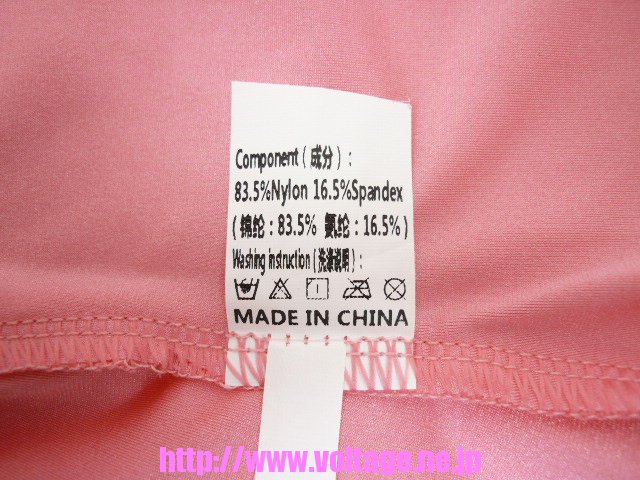 Component ( 成分 ) :
83.5%Nylon 16.5%Spandex
( 锦纶 : 83.5% 氨纶 : 16.5% )
Washing instruction (洗涤说明) :
MADE IN CHINA
http://www.voltage.ne.jp